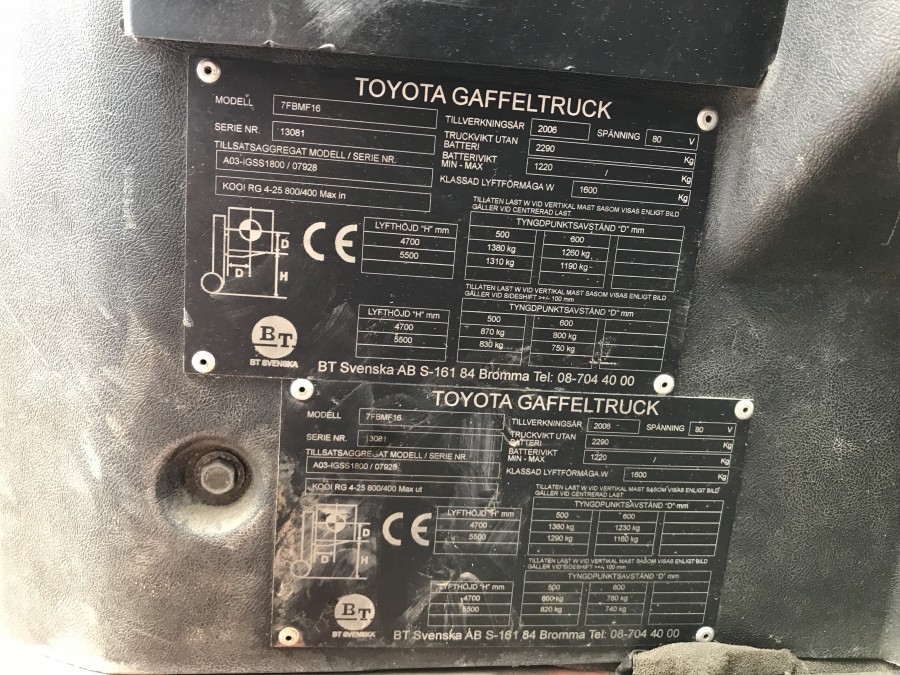 TOYOTA GAFFELTRUCK
MODELL 7FBMF16
TILLVERKNINGSÅR 2006 SPÄNNING 80 V
SERIE NR. 13081
TRUCKVIKT UTAN BATTERI 2290 Kg
TILLSATSAGGREGAT MODELL / SERIE NR.
BATTERIVIKT MIN - MAX 1220 / Kg
A03-IGSS1800 / 07928
KLASSAD LYFTFÖRMÅGA W 1600 Kg
KOOI RG 4-25 800/400 Max in
TILLATEN LAST W VID VERTIKAL MAST SASOM VISAS ENLIGT BILD
GÄLLER VID CENTRERAD LAST.
D
D H
CE
LYFTHÖJD "H" mm
4700
5500
TYNGDPUNKTSAVSTÅND "D" mm
500 600
1380 kg 1260 kg
1310 kg 1190 kg
TILLATEN LAST W VID VERTIKAL MAST SASOM VISAS ENLIGT BILD
GÄLLER VID SIDESHIFT >+/- 100 mm
LYFTHÖJD "H" mm
4700
5500
TYNGDPUNKTSAVSTÅND "D" mm
500 600
870 kg 800 kg
830 kg 750 kg
BT
BT SVENSKA
BT Svenska AB S-161 84 Bromma Tel: 08-704 40 00
TOYOTA GAFFELTRUCK
MODELL 7FBMF16
TILLVERKNINGSÅR 2006 SPÄNNING 80 V
SERIE NR. 13081
TRUCKVIKT UTAN BATTERI 2290 Kg
TILLSATSAGGREGAT MODELL / SERIE NR.
BATTERIVIKT MIN - MAX 1220 / Kg
A03-IGSS1800 / 07928
KLASSAD LYFTFÖRMÅGA W 1600 Kg
KOOI RG 4-25 800/400 Max ut
TILLATEN LAST W VID VERTIKAL MAST SASOM VISAS ENLIGT BILD
GÄLLER VID CENTRERAD LAST.
D
D H
CE
LYFTHÖJD "H" mm
4700
5500
TYNGDPUNKTSAVSTÅND "D" mm
500 600
1360 kg 1230 kg
1290 kg 1160 kg
TILLATEN LAST W VID VERTIKAL MAST SASOM VISAS ENLIGT BILD
GÄLLER VID SIDESHIFT >+/- 100 mm
LYFTHÖJD "H" mm
4700
5500
TYNGDPUNKTSAVSTÅND "D" mm
500 600
860 kg 780 kg
820 kg 740 kg
BT
BT SVENSKA
BT Svenska AB S-161 84 Bromma Tel: 08-704 40 00